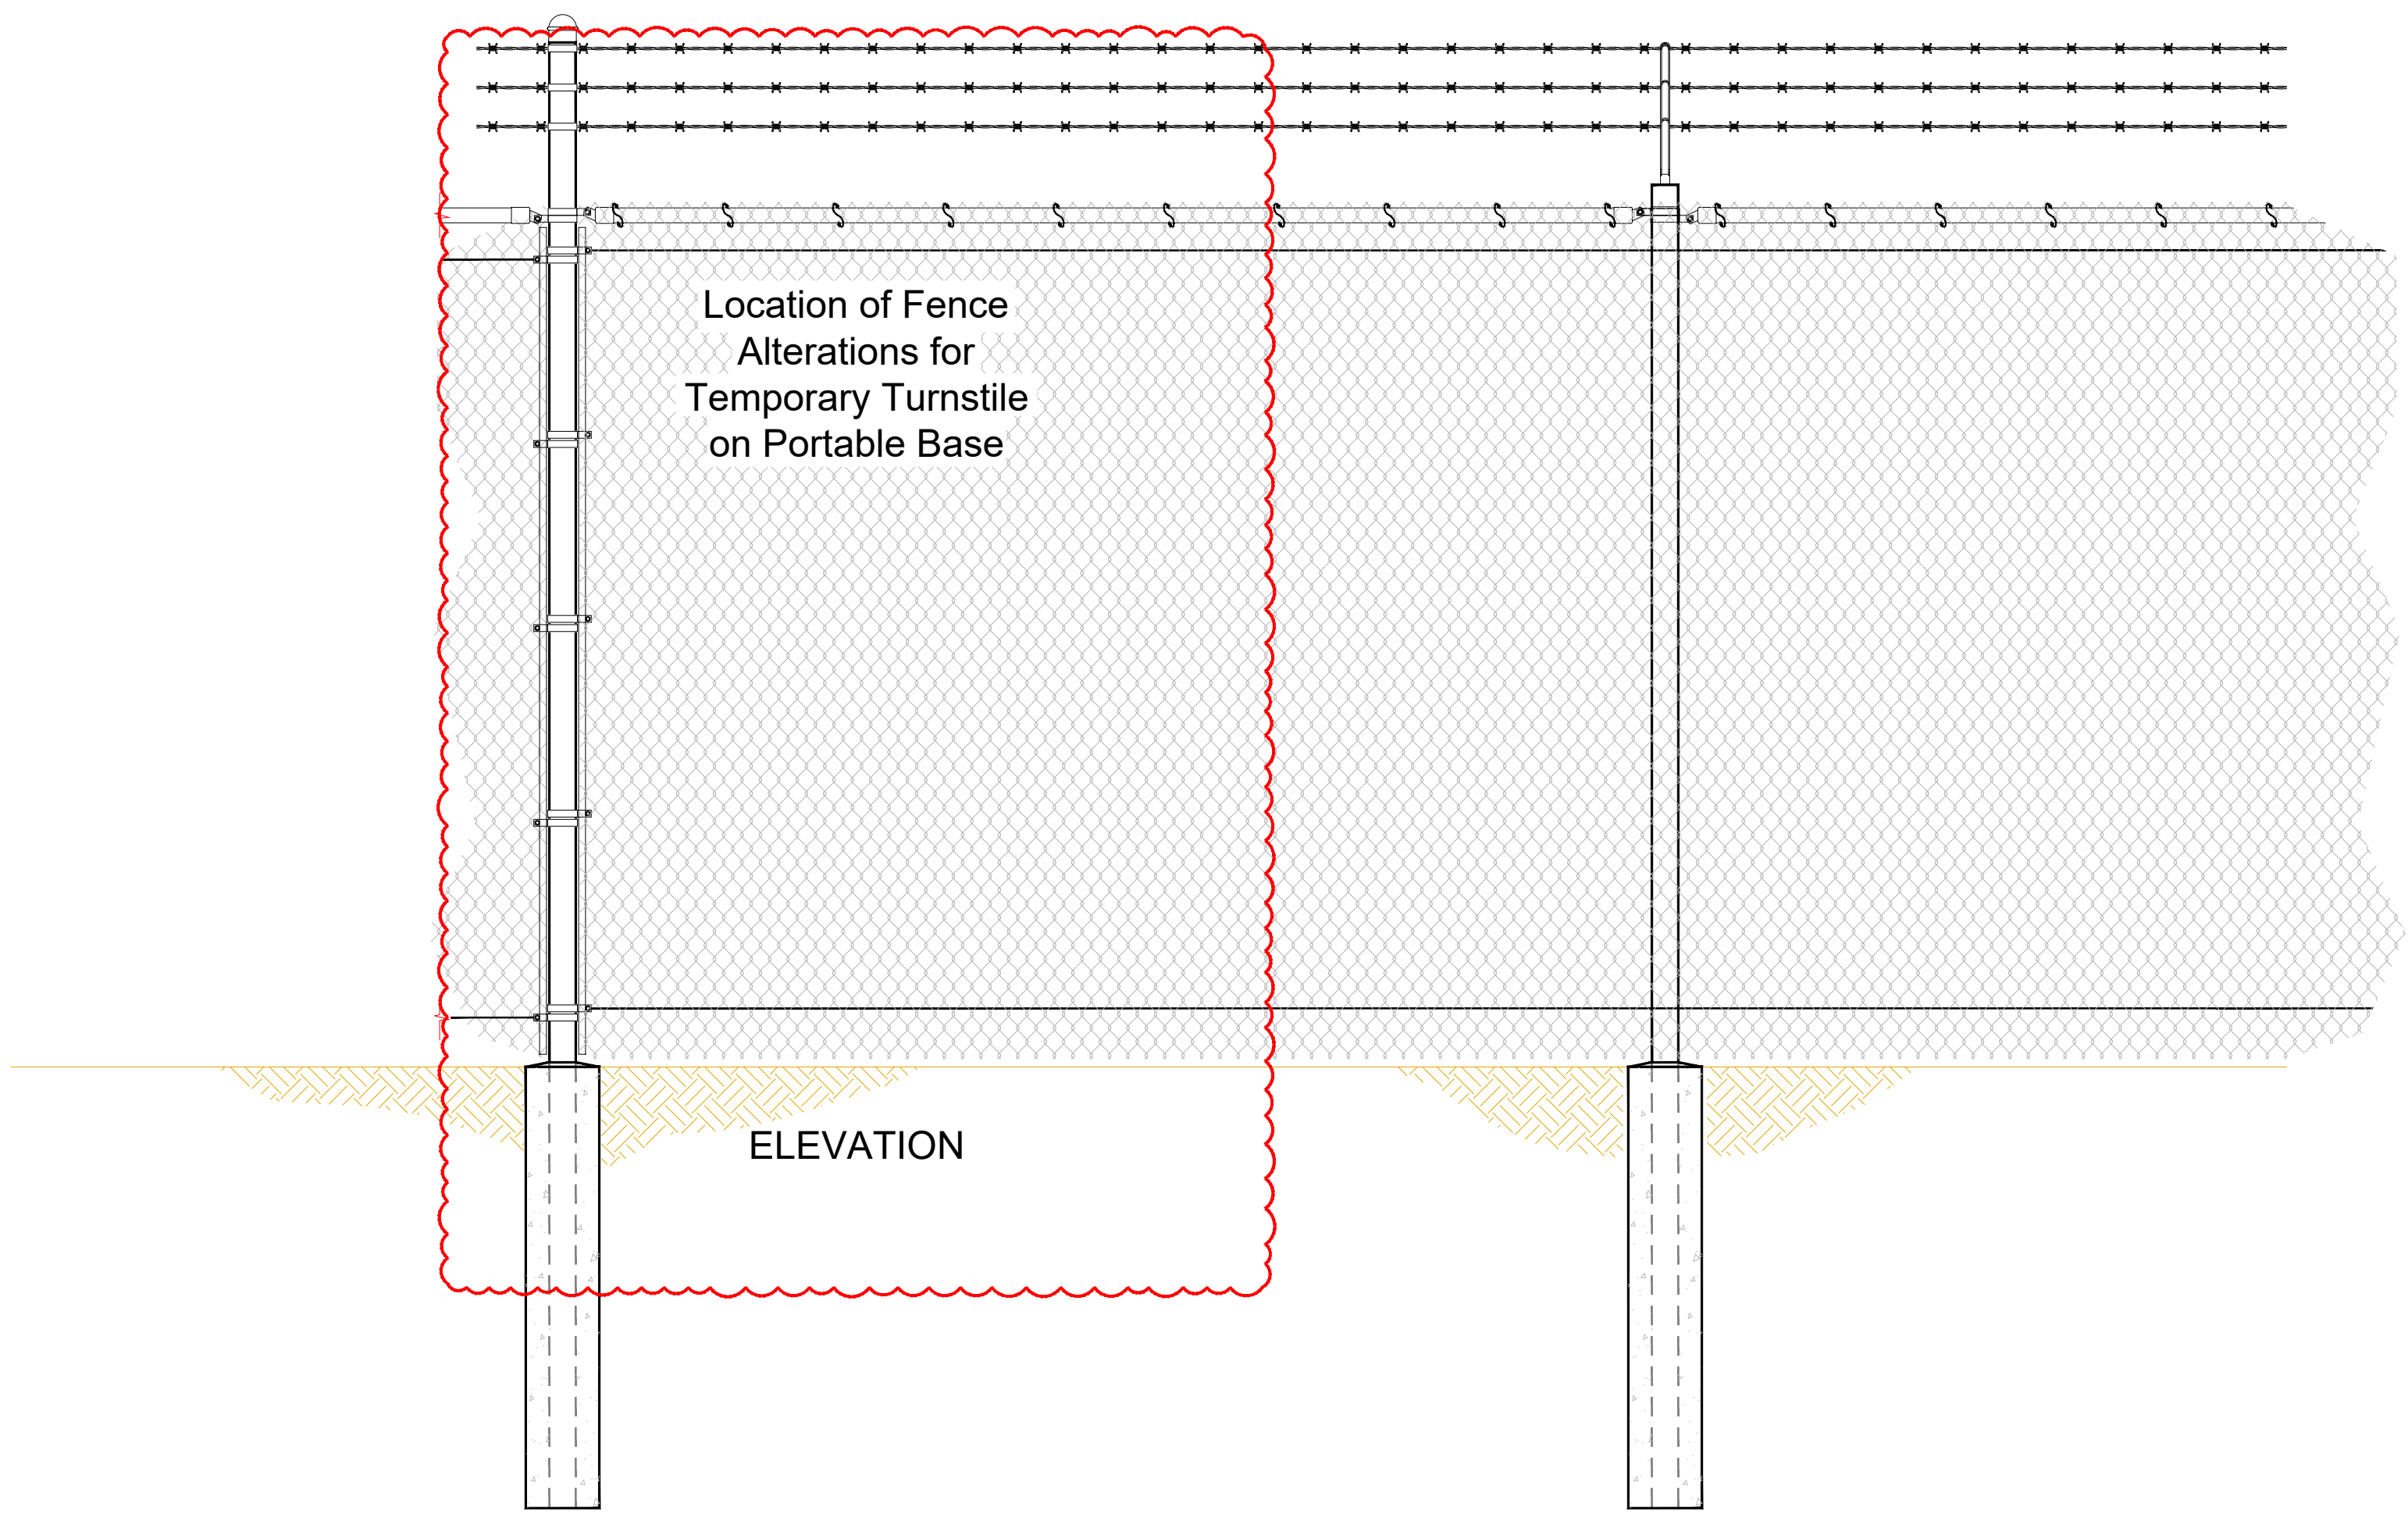 Location of Fence
Alterations for
Temporary Turnstile
on Portable Base
ELEVATION